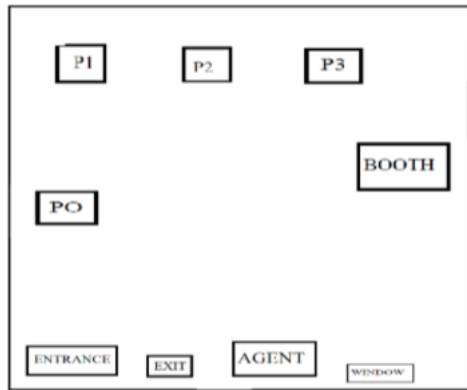 P1
P2
P3
BOOTH
PO
ENTRANCE
EXIT
AGENT
WINDOW